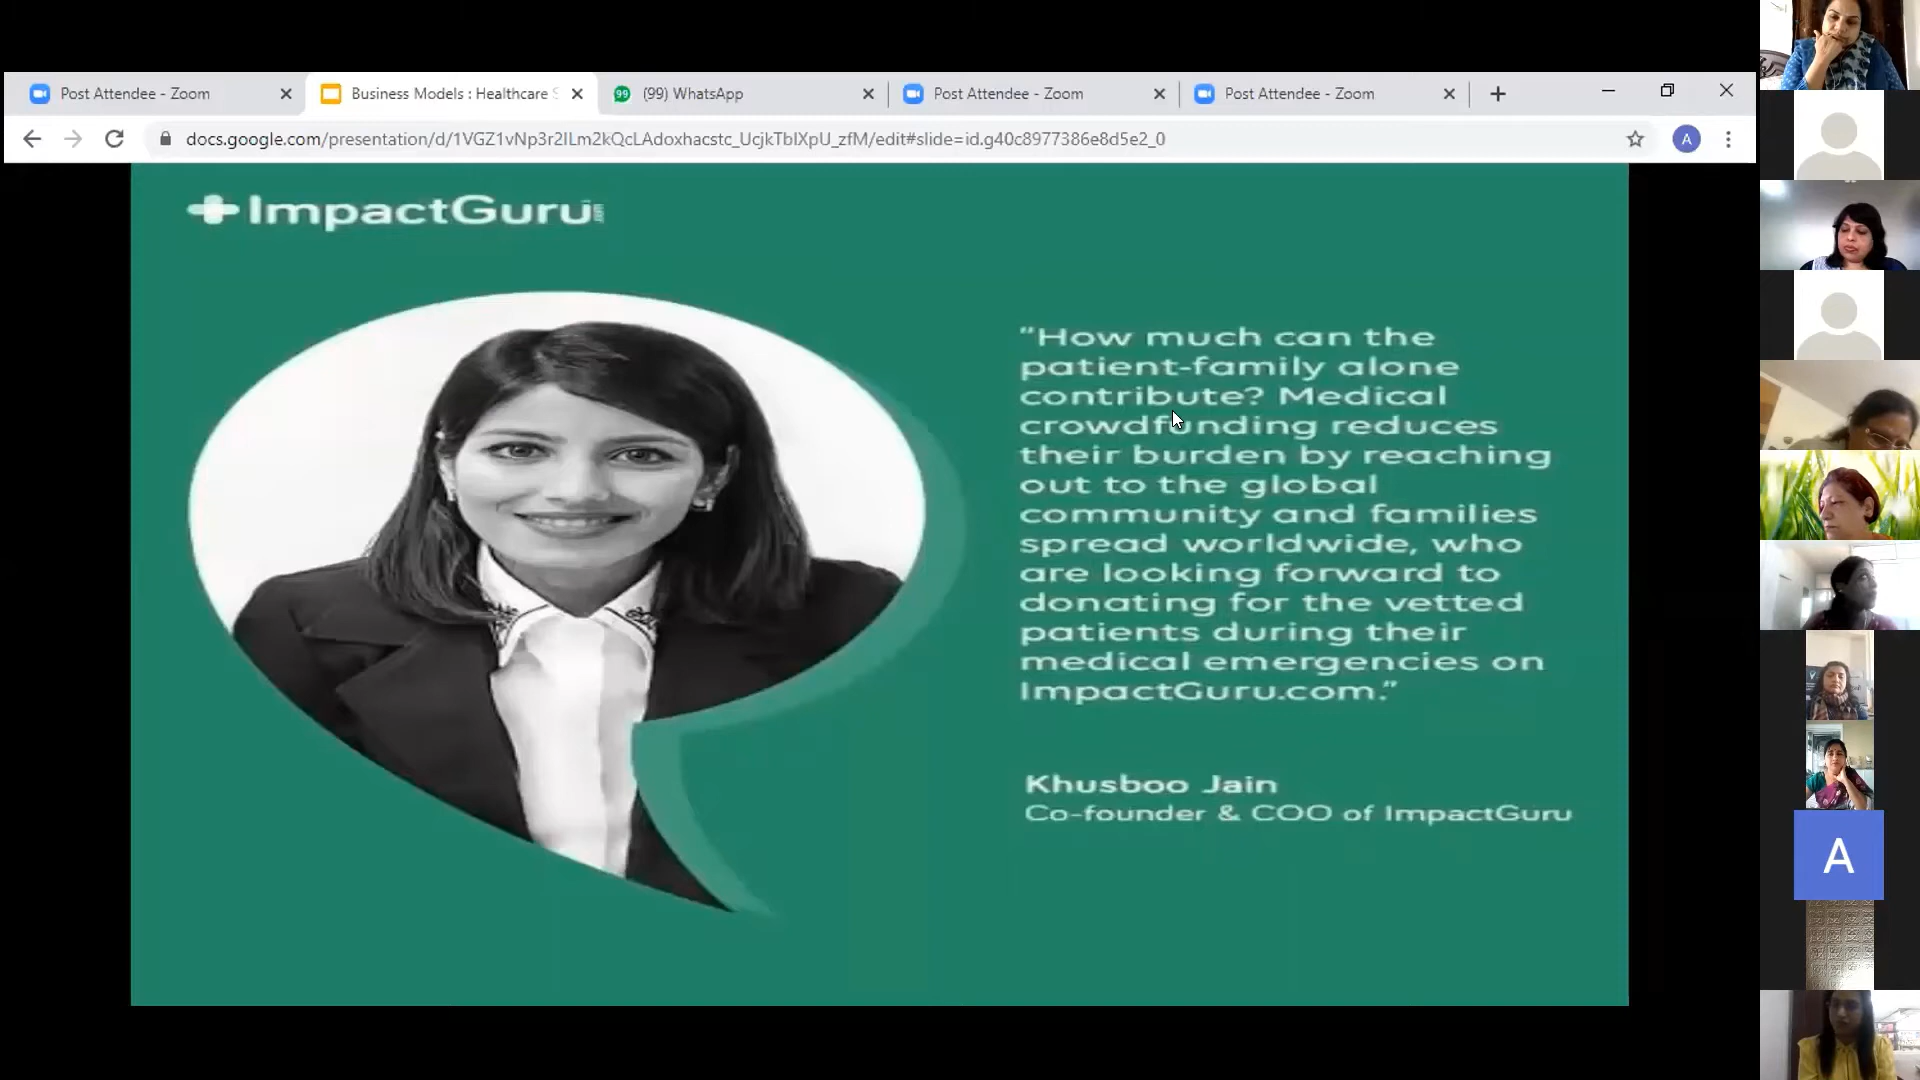 Post Attendee - Zoom
Business Models : Healthcare S
99
(99) WhatsApp
Post Attendee - Zoom
Post Attendee - Zoom
docs.google.com/presentation/d/1VGZ1vNp3r2ILm2kQcLAdoxhacstc_UcjkTbIXpU_zfM/edit#slide=id.g40c8977386e8d5e2_0
A
ImpactGuru.com
"How much can the
patient-family alone
contribute? Medical
crowdfunding reduces
their burden by reaching
out to the global
community and families
spread worldwide, who
are looking forward to
donating for the vetted
patients during their
medical emergencies on
ImpactGuru.com."
Khusboo Jain
Co-founder & COO of ImpactGuru
A